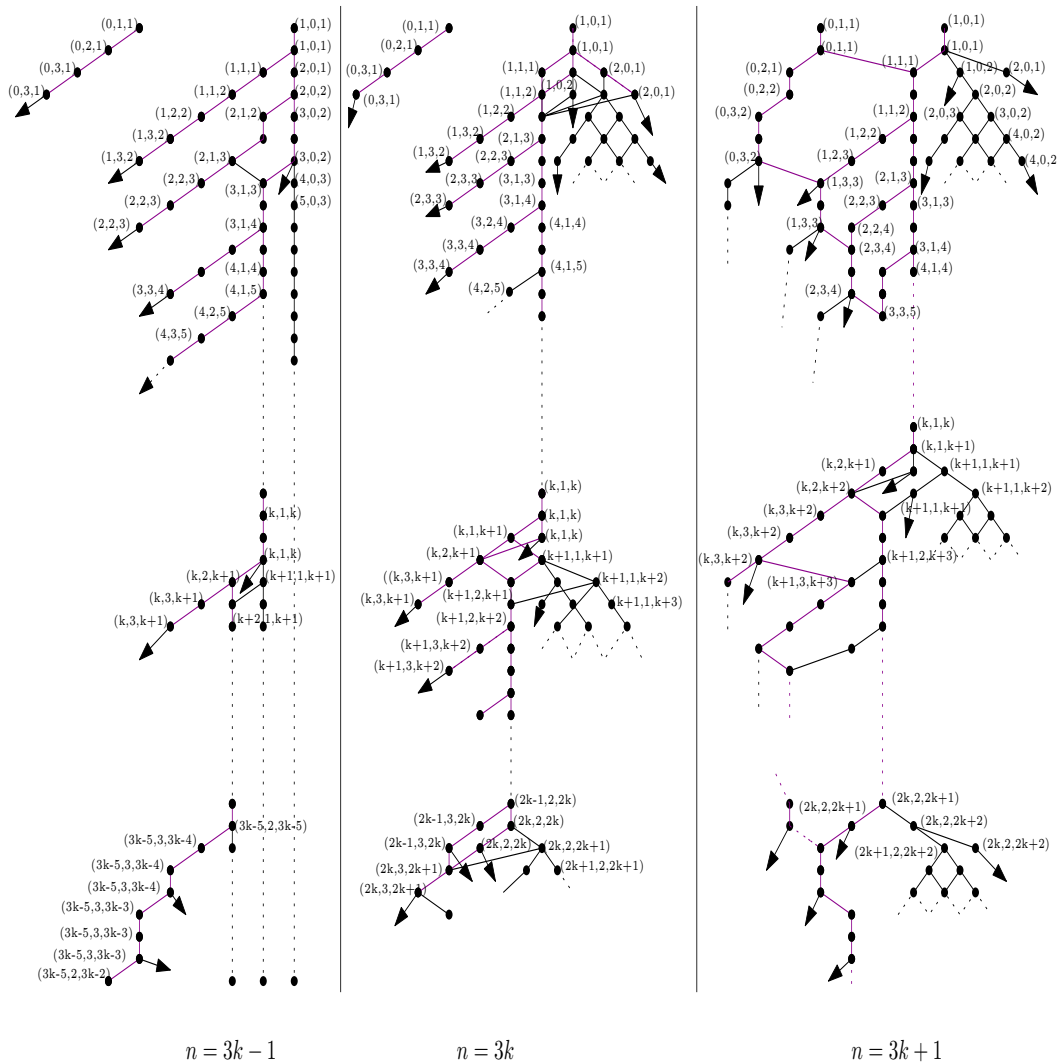 (0,1,1)
(0,2,1)
(0,3,1)
(0,3,1)
(1,0,1)
(1,0,1)
(1,1,1)
(2,0,1)
(1,1,2)
(2,0,2)
(1,2,2)
(2,1,2)
(3,0,2)
(1,3,2)
(1,3,2)
(2,1,3)
(3,0,2)
(2,2,3)
(3,1,3)
(4,0,3)
(2,2,3)
(5,0,3)
(2,2,3)
(3,1,4)
(4,1,4)
(3,3,4)
(4,1,5)
(4,2,5)
(4,3,5)
(k,1,k)
(k,1,k)
(k,2,k+1)
(k+1,1,k+1)
(k,3,k+1)
(k+2,1,k+1)
(k,3,k+1)
(3k-5,2,3k-5)
(3k-5,3,3k-4)
(3k-5,3,3k-4)
(3k-5,3,3k-4)
(3k-5,3,3k-3)
(3k-5,3,3k-3)
(3k-5,3,3k-3)
(3k-5,2,3k-2)
n = 3k − 1
(0,1,1)
(0,2,1)
(0,3,1)
(0,3,1)
(1,0,1)
(1,0,1)
(1,1,1)
(2,0,1)
(1,0,2)
(1,1,2)
(2,0,1)
(1,2,2)
(1,3,2)
(2,1,3)
(1,3,2)
(2,2,3)
(2,3,3)
(3,1,3)
(2,3,3)
(3,1,4)
(3,2,4)
(4,1,4)
(3,3,4)
(3,3,4)
(4,1,5)
(4,2,5)
(k,1,k)
(k,1,k)
(k,1,k+1)
(k,1,k)
(k,2,k+1)
(k+1,1,k+1)
((k,3,k+1)
(k+1,1,k+2)
(k,3,k+1)
(k+1,2,k+1)
(k+1,1,k+3)
(k+1,2,k+2)
(k+1,3,k+2)
(k+1,3,k+2)
(2k-1,2,2k)
(2k-1,3,2k)
(2k,2,2k)
(2k-1,3,2k)
(2k,2,2k)
(2k,2,2k+1)
(2k,3,2k+1)
(2k+1,2,2k+1)
(2k,3,2k+1)
n = 3k
(0,1,1)
(1,0,1)
(0,1,1)
(1,0,1)
(0,2,1)
(1,1,1)
(1,0,2)
(2,0,1)
(0,2,2)
(2,0,2)
(0,3,2)
(1,1,2)
(2,0,3)
(3,0,2)
(1,2,2)
(4,0,2)
(0,3,2)
(1,2,3)
(4,0,2
(1,3,3)
(2,1,3)
(2,2,3)
(3,1,3)
(1,3,3)
(2,2,4)
(2,3,4)
(3,1,4)
(4,1,4)
(2,3,4)
(3,3,5)
(k,1,k)
(k,1,k+1)
(k,2,k+1)
(k+1,1,k+1)
(k,2,k+2)
(k+1,1,k+2)
(k,3,k+2)
(k+1,1,k+1)
(k,3,k+2)
(k+1,2,k+3)
(k+1,3,k+3)
(2k,2,2k+1)
(2k,2,2k+2)
(2k+1,2,2k+2)
(2k,2,2k+2)
n = 3k + 1